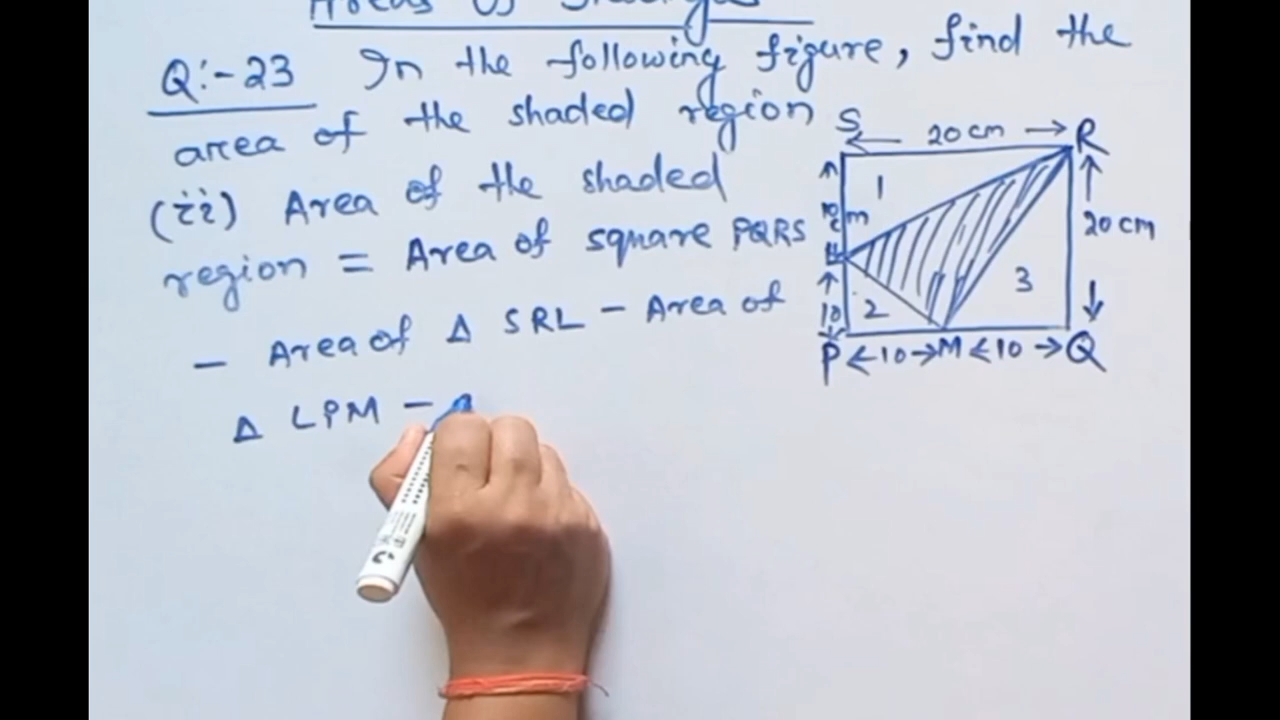 Areas of
Q:-23 In the following figure, find the
area of the shaded region
(ii) Area of the shaded
region = Area of square PQRS
- Area of Δ SRL - Area of
Δ LPM -
S ← 20 cm → R
1
10 cm
20 cm
L
3
10 2
P ←10→ M ←10→ Q